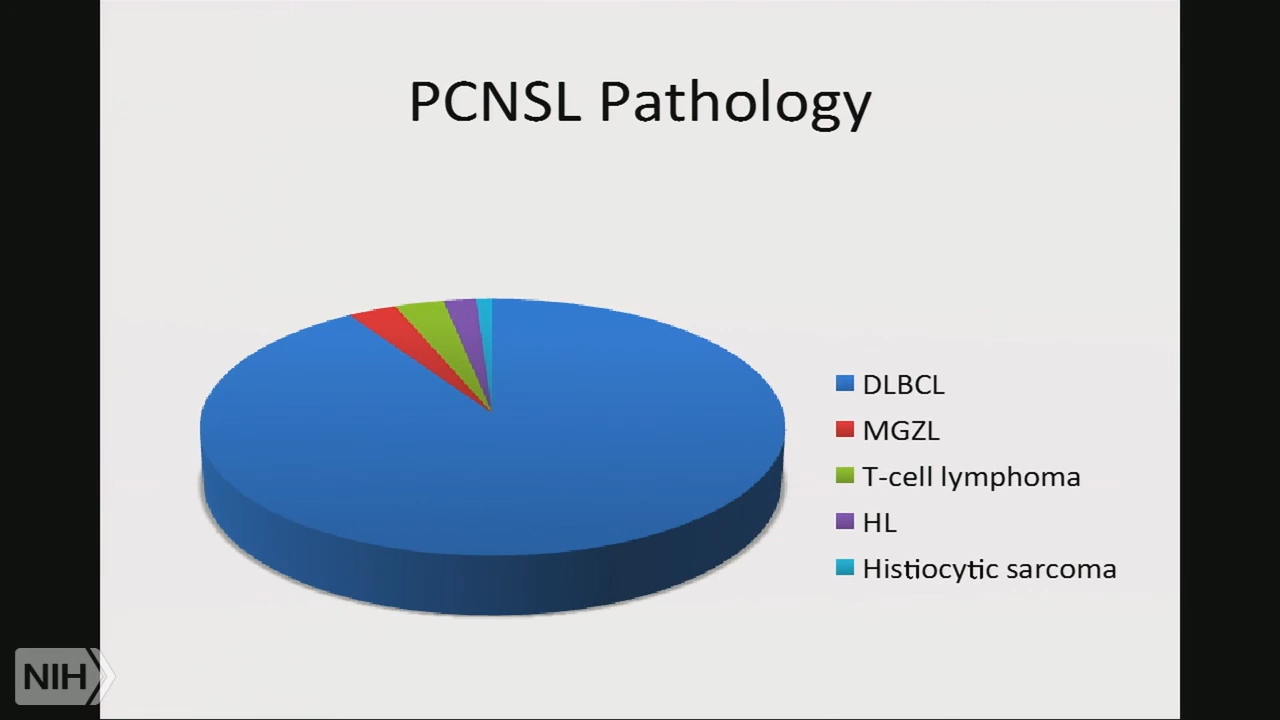 PCNSL Pathology
DLBCL
MGZL
T-cell lymphoma
HL
Histiocytic sarcoma
NIH